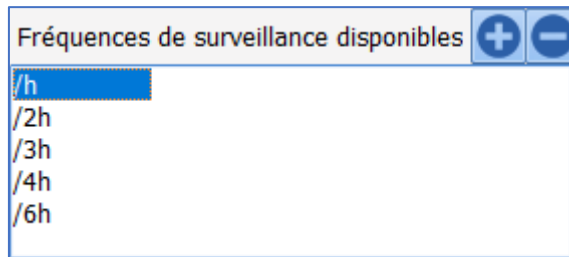 Fréquences de surveillance disponibles
/h
/2h
/3h
/4h
/6h